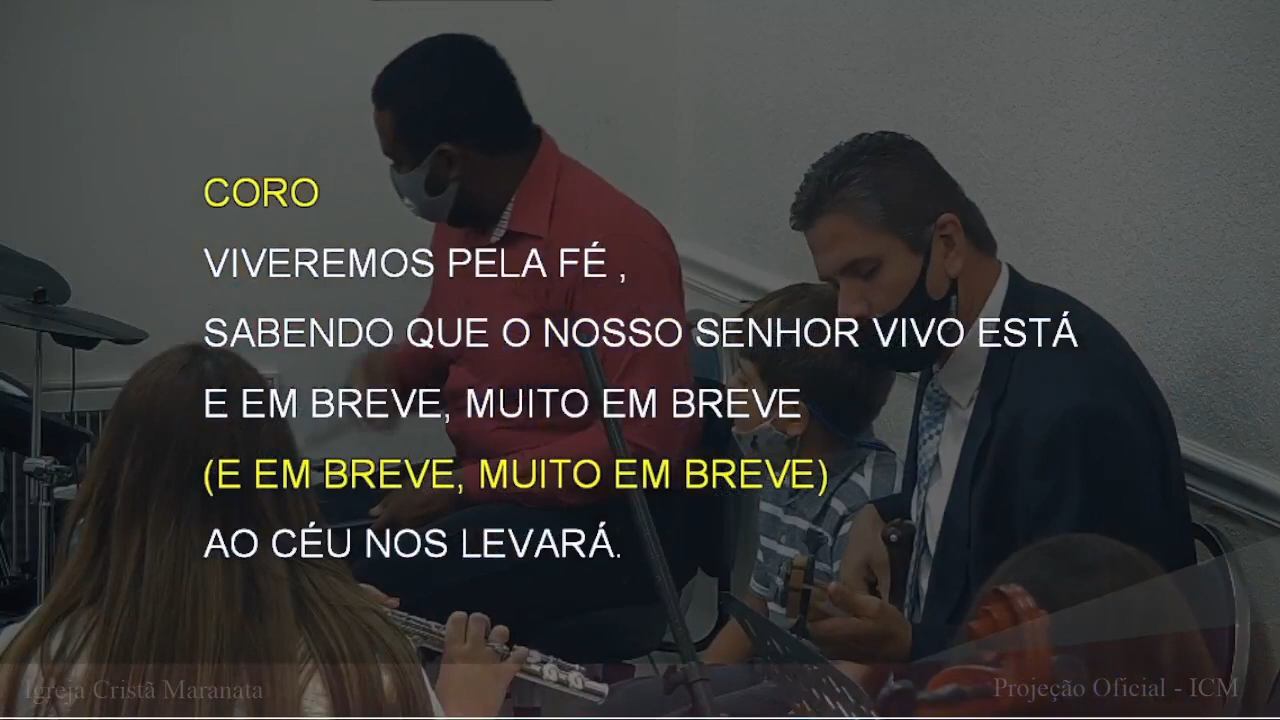 CORO
VIVEREMOS PELA FÉ ,
SABENDO QUE O NOSSO SENHOR VIVO ESTÁ
E EM BREVE, MUITO EM BREVE
(E EM BREVE, MUITO EM BREVE)
AO CÉU NOS LEVARÁ.
Igreja Cristã Maranata
Projeção Oficial - ICM